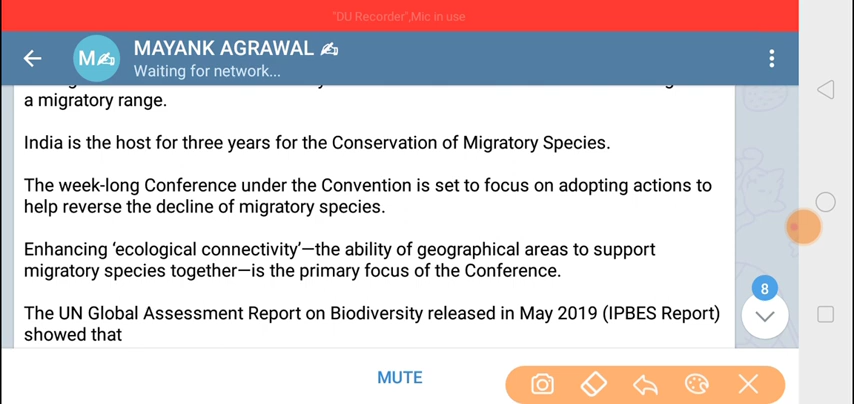 "DU Recorder",Mic in use
MAYANK AGRAWAL ✍
Waiting for network...
M✍
a migratory range.
India is the host for three years for the Conservation of Migratory Species.
The week-long Conference under the Convention is set to focus on adopting actions to
help reverse the decline of migratory species.
Enhancing ‘ecological connectivity’—the ability of geographical areas to support
migratory species together—is the primary focus of the Conference.
The UN Global Assessment Report on Biodiversity released in May 2019 (IPBES Report)
showed that
8
MUTE